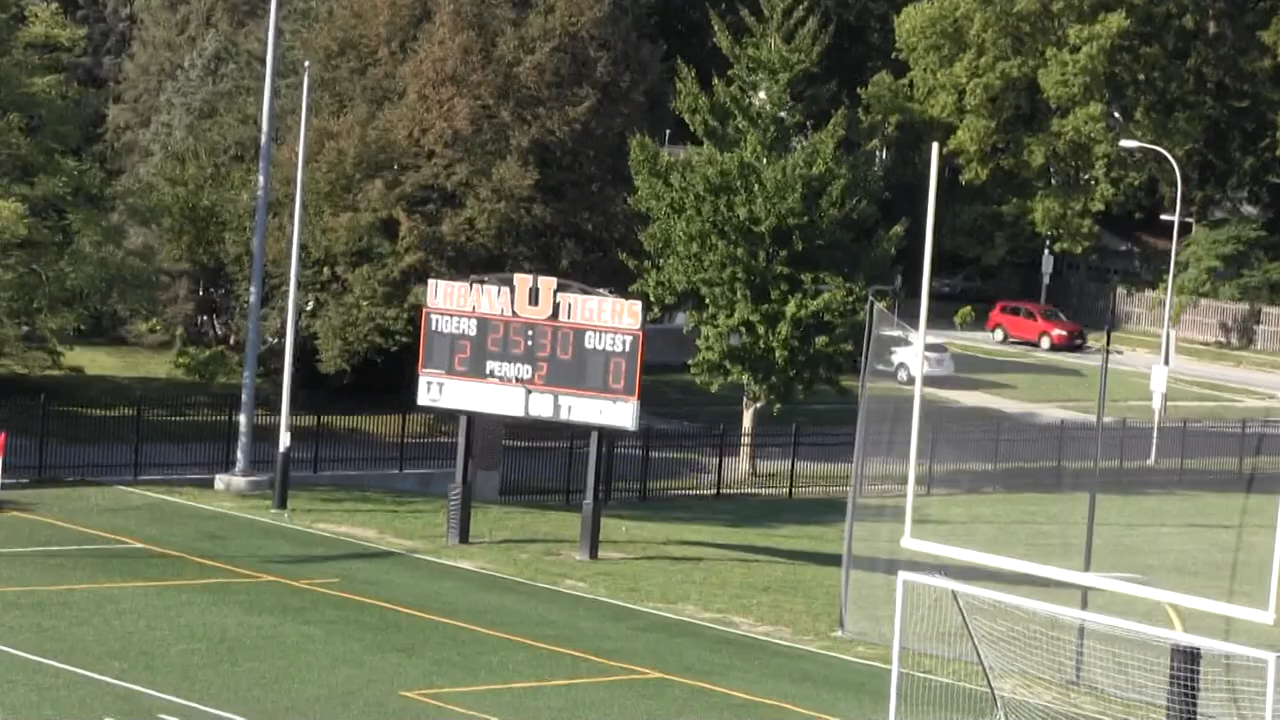 URBANA U TIGERS
TIGERS 25:30 GUEST
2 PERIOD 2 0
U GO TIGERS!